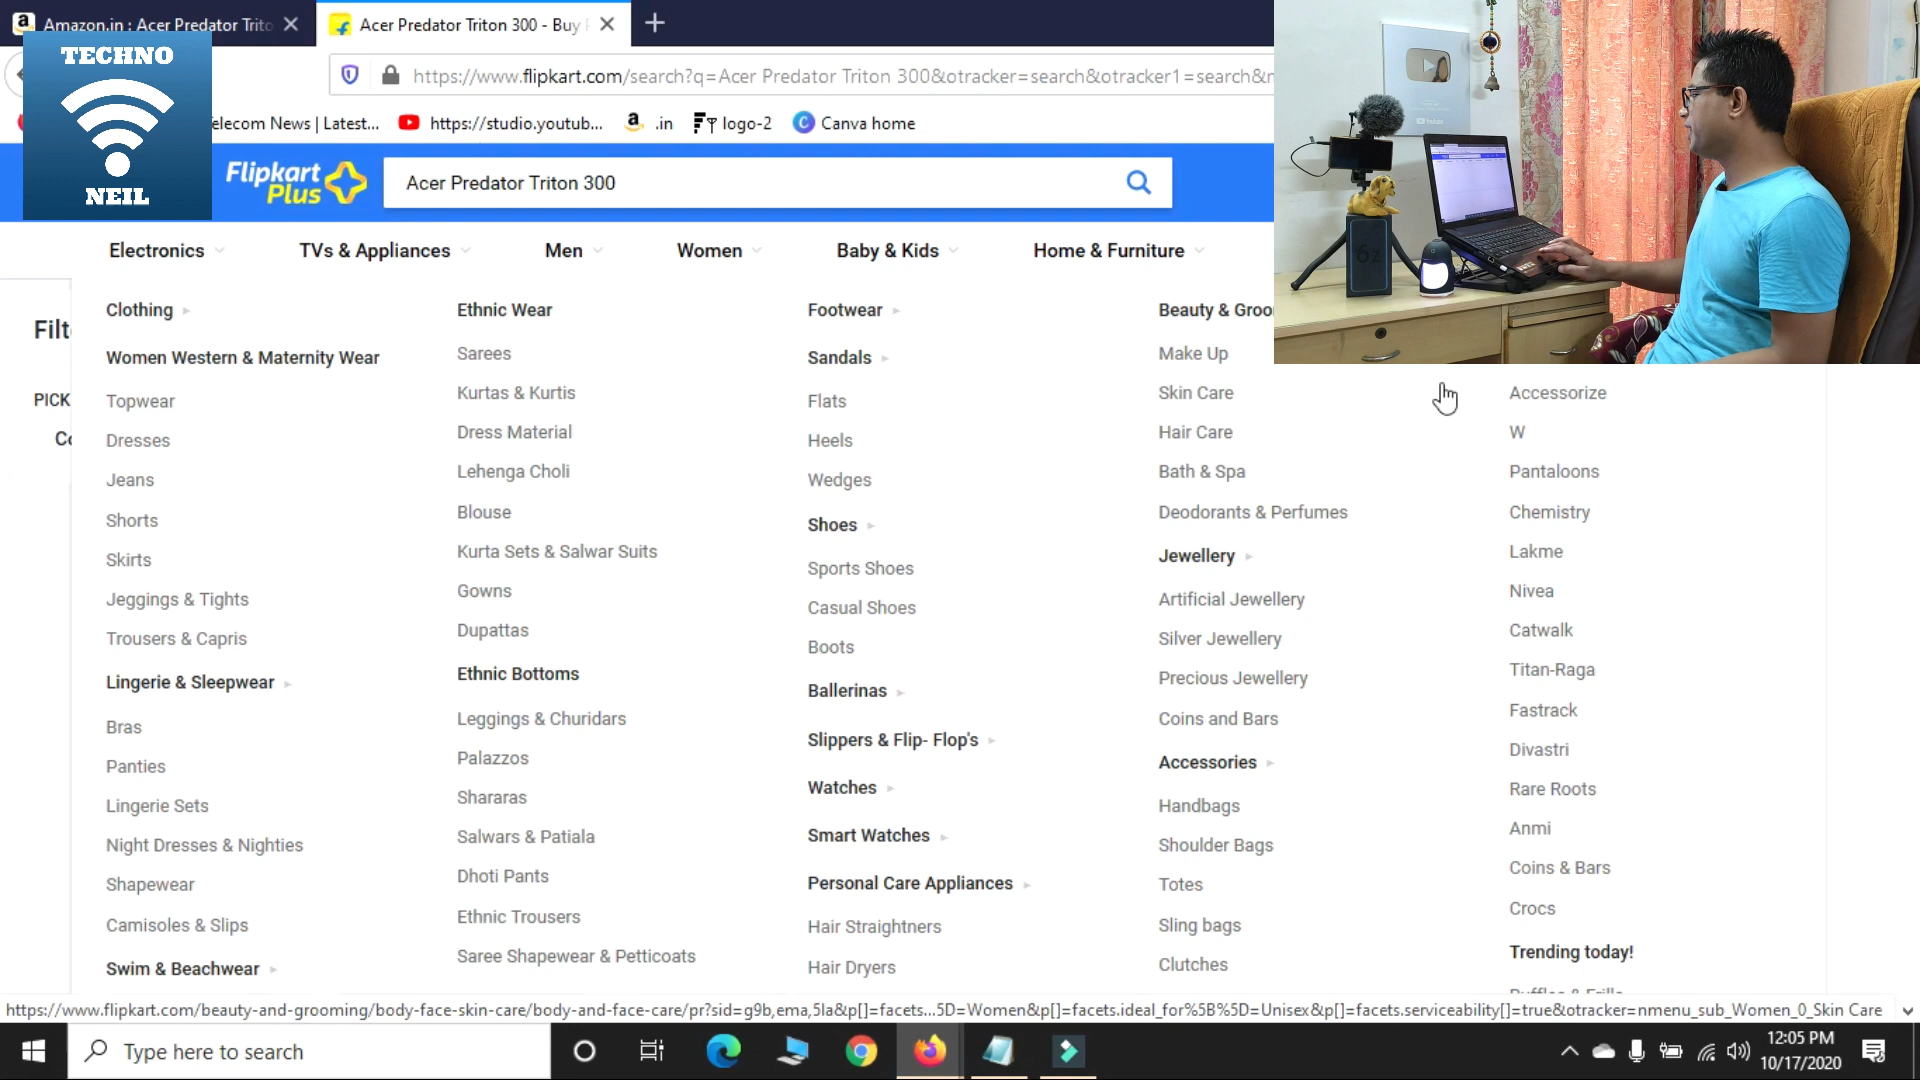 Amazon.in : Acer Predator Trito
Acer Predator Triton 300 - Buy
TECHNO
NEIL
https://www.flipkart.com/search?q=Acer Predator Triton 300&otracker=search&otracker1=search&
elecom News | Latest...
https://studio.youtub...
.in
logo-2
Canva home
Flipkart
Plus
Acer Predator Triton 300
Electronics
TVs & Appliances
Men
Women
Baby & Kids
Home & Furniture
Filt
PICK
Clothing
Women Western & Maternity Wear
Topwear
Dresses
Jeans
Shorts
Skirts
Jeggings & Tights
Trousers & Capris
Lingerie & Sleepwear
Bras
Panties
Lingerie Sets
Night Dresses & Nighties
Shapewear
Camisoles & Slips
Swim & Beachwear
Ethnic Wear
Sarees
Kurtas & Kurtis
Dress Material
Lehenga Choli
Blouse
Kurta Sets & Salwar Suits
Gowns
Dupattas
Ethnic Bottoms
Leggings & Churidars
Palazzos
Shararas
Salwars & Patiala
Dhoti Pants
Ethnic Trousers
Saree Shapewear & Petticoats
Footwear
Sandals
Flats
Heels
Wedges
Shoes
Sports Shoes
Casual Shoes
Boots
Ballerinas
Slippers & Flip- Flop's
Watches
Smart Watches
Personal Care Appliances
Hair Straightners
Hair Dryers
Beauty & Groo
Make Up
Skin Care
Hair Care
Bath & Spa
Deodorants & Perfumes
Jewellery
Artificial Jewellery
Silver Jewellery
Precious Jewellery
Coins and Bars
Accessories
Handbags
Shoulder Bags
Totes
Sling bags
Clutches
Accessorize
W
Pantaloons
Chemistry
Lakme
Nivea
Catwalk
Titan-Raga
Fastrack
Divastri
Rare Roots
Anmi
Coins & Bars
Crocs
Trending today!
https://www.flipkart.com/beauty-and-grooming/body-face-skin-care/body-and-face-care/pr?sid=g9b,ema,5la&p[]=facets...5D=Women&p[]=facets.ideal_for%5B%5D=Unisex&p[]=facets.serviceability[]=true&otracker=nmenu_sub_Women_0_Skin Care
Type here to search
12:05 PM
10/17/2020